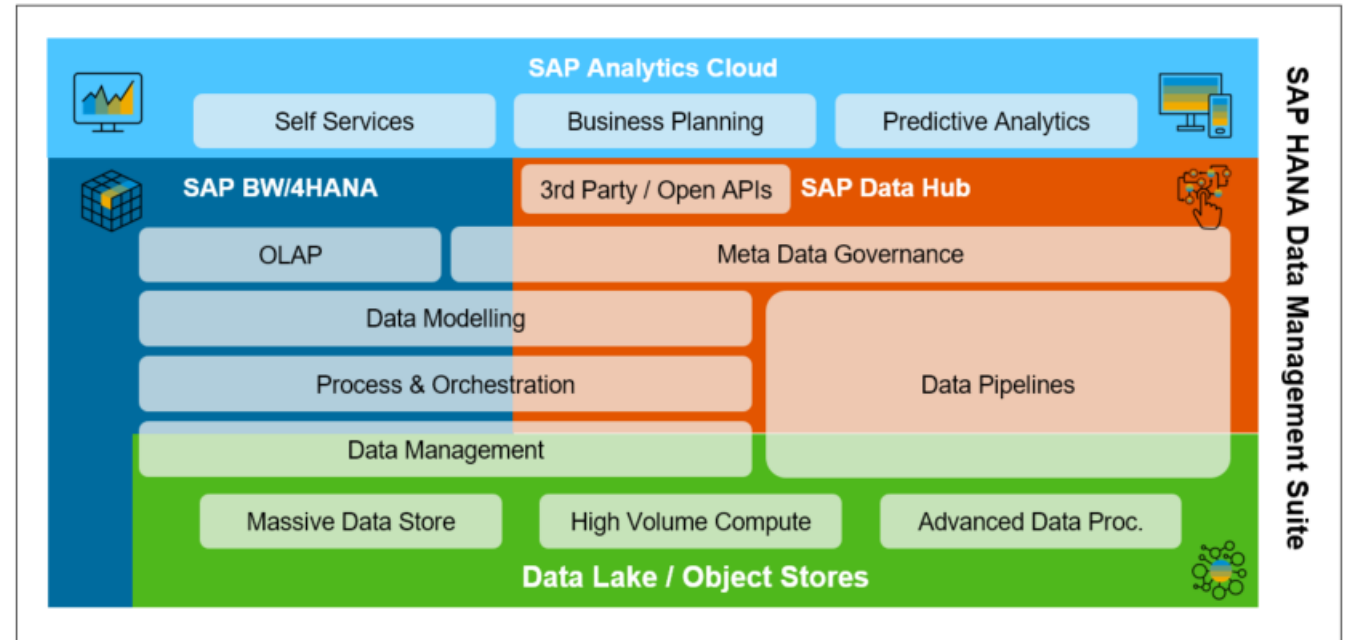 SAP Analytics Cloud
Self Services
Business Planning
Predictive Analytics
SAP BW/4HANA
3rd Party / Open APIs
SAP Data Hub
OLAP
Meta Data Governance
Data Modelling
Process & Orchestration
Data Pipelines
Data Management
Massive Data Store
High Volume Compute
Advanced Data Proc.
Data Lake / Object Stores
SAP HANA Data Management Suite